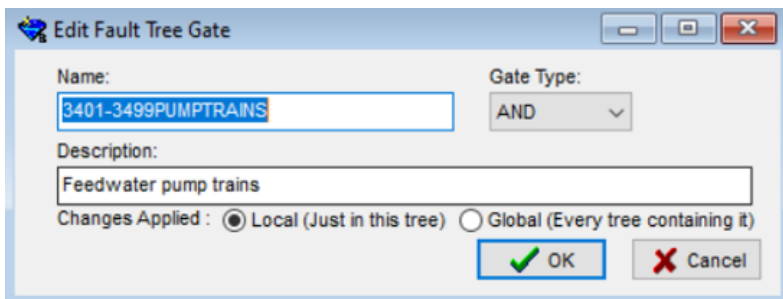 Edit Fault Tree Gate
Name: Gate Type:
3401-3499PUMPTRAINS AND
Description:
Feedwater pump trains
Changes Applied : Local (Just in this tree) Global (Every tree containing it)
OK Cancel